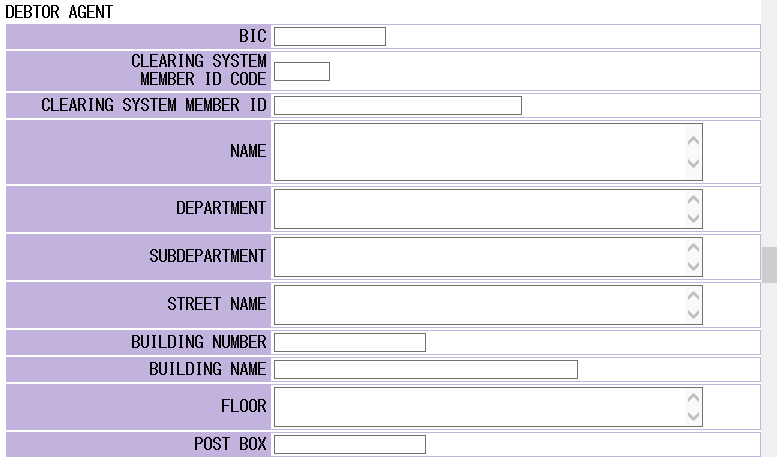 DEBTOR AGENT
BIC
CLEARING SYSTEM
MEMBER ID CODE
CLEARING SYSTEM MEMBER ID
NAME
DEPARTMENT
SUBDEPARTMENT
STREET NAME
BUILDING NUMBER
BUILDING NAME
FLOOR
POST BOX